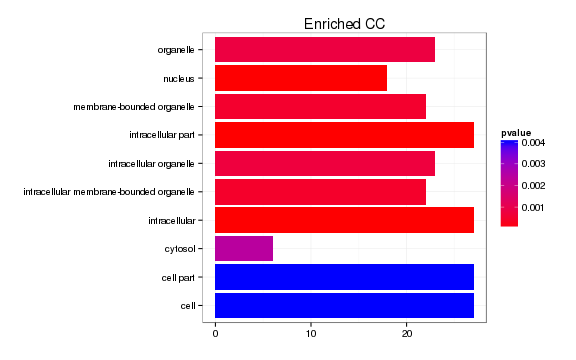 Enriched CC
organelle
nucleus
membrane-bounded organelle
intracellular part
intracellular organelle
intracellular membrane-bounded organelle
intracellular
cytosol
cell part
cell
0 10 20
pvalue
0.004
0.003
0.002
0.001